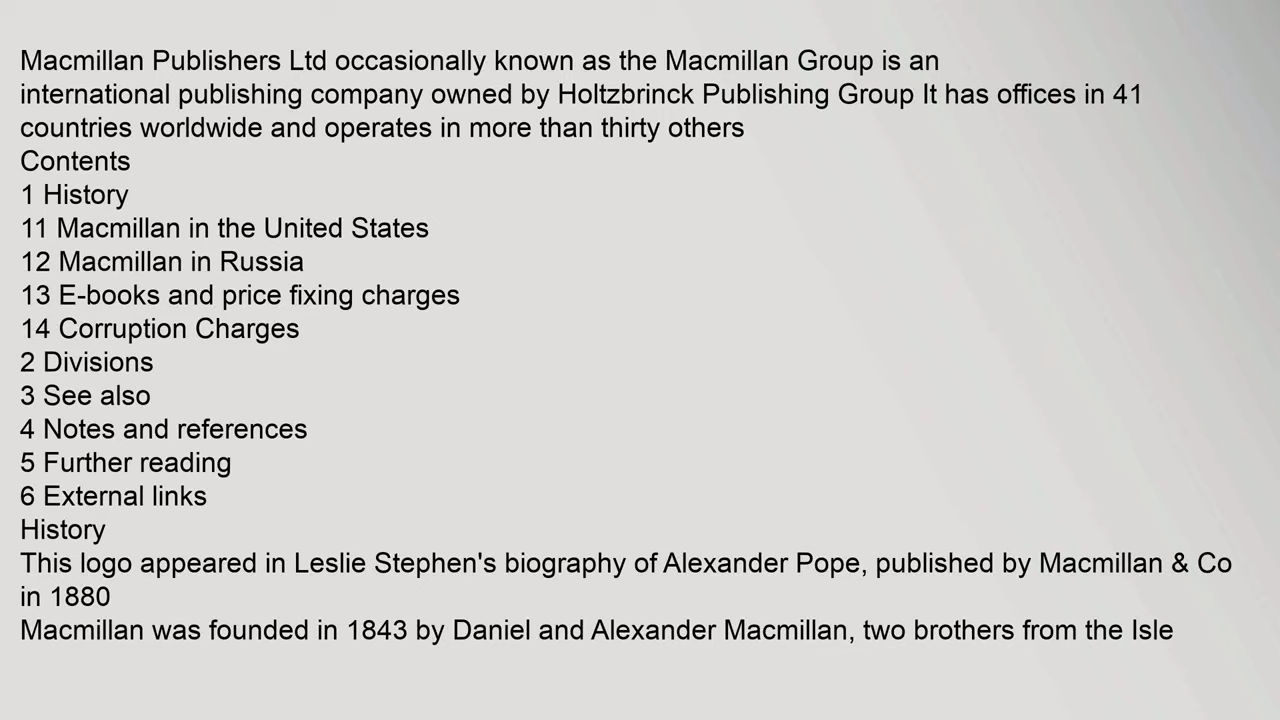 Macmillan Publishers Ltd occasionally known as the Macmillan Group is an
international publishing company owned by Holtzbrinck Publishing Group It has offices in 41
countries worldwide and operates in more than thirty others
Contents
1 History
11 Macmillan in the United States
12 Macmillan in Russia
13 E-books and price fixing charges
14 Corruption Charges
2 Divisions
3 See also
4 Notes and references
5 Further reading
6 External links
History
This logo appeared in Leslie Stephen's biography of Alexander Pope, published by Macmillan & Co
in 1880
Macmillan was founded in 1843 by Daniel and Alexander Macmillan, two brothers from the Isle